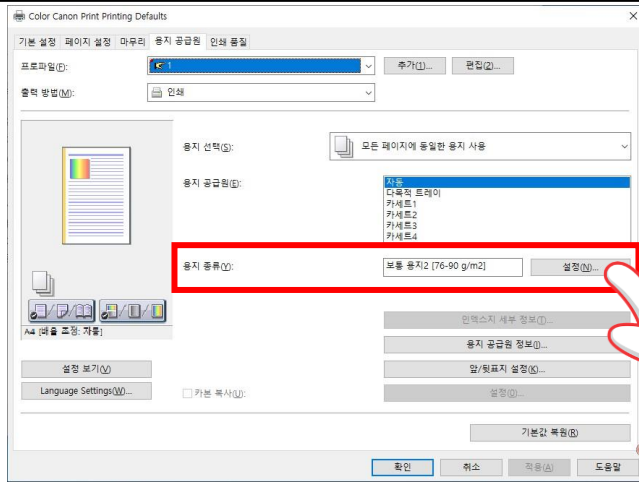 Color Canon Print Printing Defaults
기본 설정 페이지 설정 마무리 용지 공급원 인쇄 품질
프로파일(F): 1 추가(1)... 편집(2)...
출력 방법(M): 인쇄
용지 선택(S): 모든 페이지에 동일한 용지 사용
용지 공급원(E): 자동
다목적 트레이
카세트1
카세트2
카세트3
카세트4
용지 종류(Y): 보통 용지2 [76-90 g/m2] 설정(N)...
A4 [배율 조정: 자동]
인덱스지 세부 정보(T)...
용지 공급원 정보(I)...
설정 보기(V) 앞/뒷표지 설정(K)...
Language Settings(W)... 카본 복사(U): 설정(O)...
기본값 복원(R)
확인 취소 적용(A) 도움말